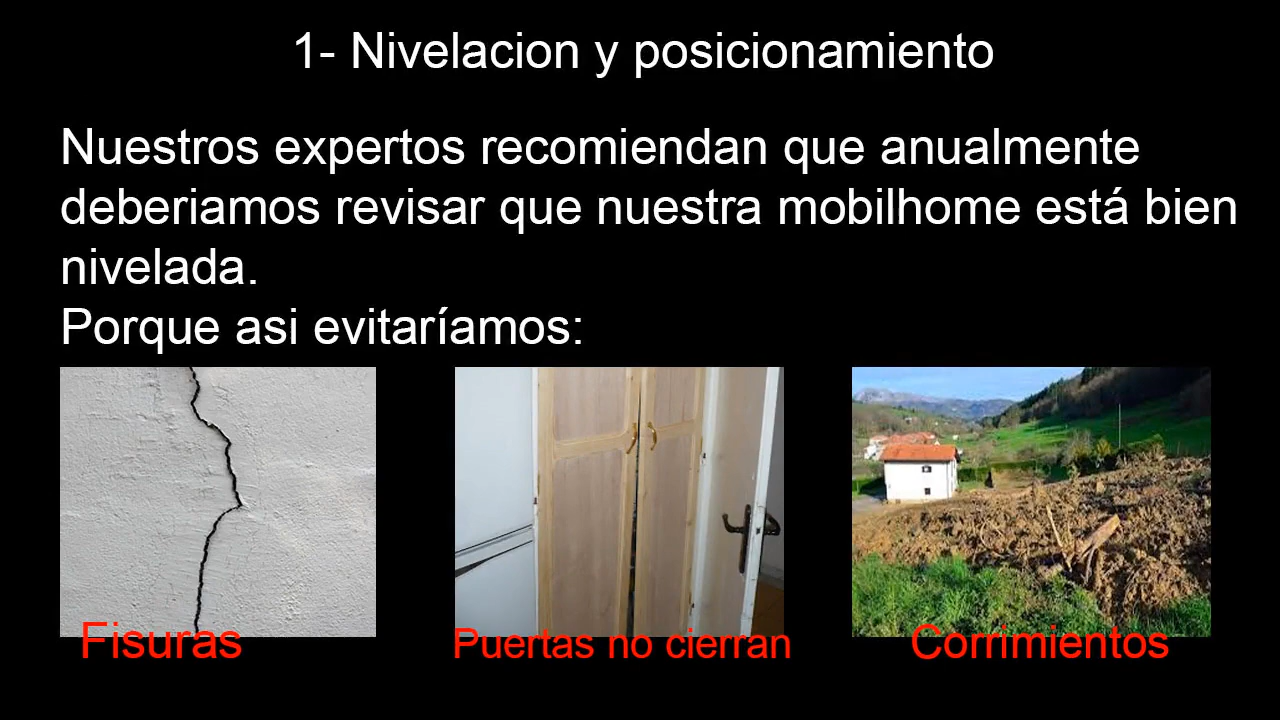 1- Nivelacion y posicionamiento
Nuestros expertos recomiendan que anualmente
deberiamos revisar que nuestra mobilhome está bien
nivelada.
Porque asi evitaríamos:
Fisuras
Puertas no cierran
Corrimientos